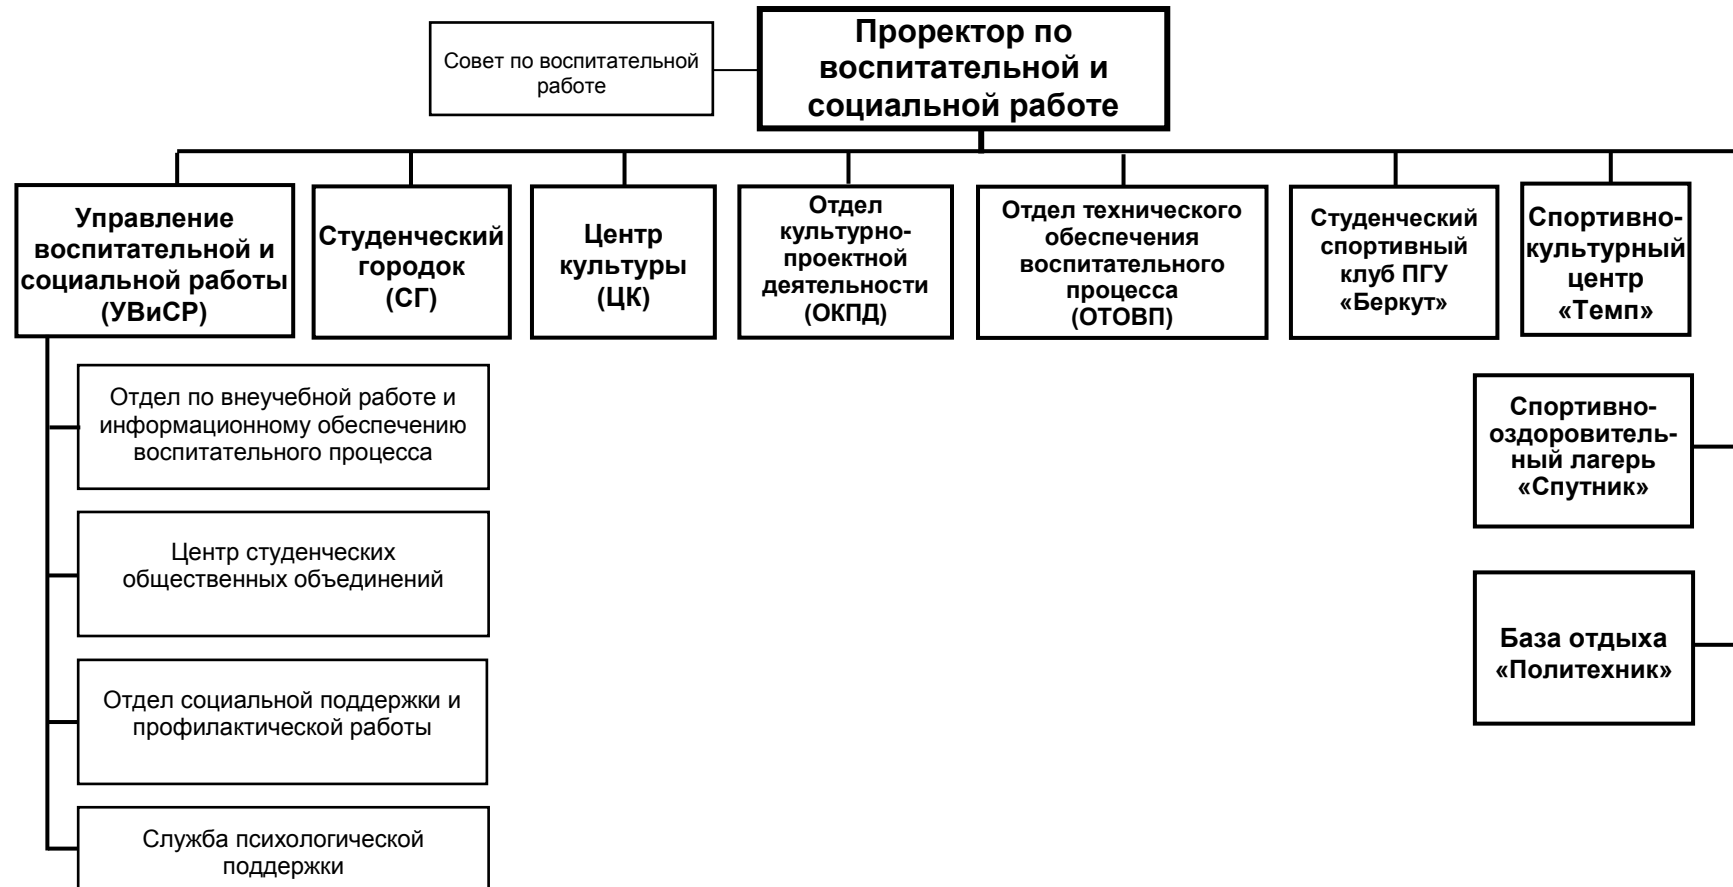 Совет по воспитательной
работе
Проректор по
воспитательной и
социальной работе
Управление
воспитательной и
социальной работы
(УВиСР)
Студенческий
городок
(СГ)
Центр
культуры
(ЦК)
Отдел
культурно-
проектной
деятельности
(ОКПД)
Отдел технического
обеспечения
воспитательного
процесса
(ОТОВП)
Студенческий
спортивный
клуб ПГУ
«Беркут»
Спортивно-
культурный
центр
«Темп»
Отдел по внеучебной работе и
информационному обеспечению
воспитательного процесса
Центр студенческих
общественных объединений
Отдел социальной поддержки и
профилактической работы
Служба психологической
поддержки
Спортивно-
оздоровитель-
ный лагерь
«Спутник»
База отдыха
«Политехник»